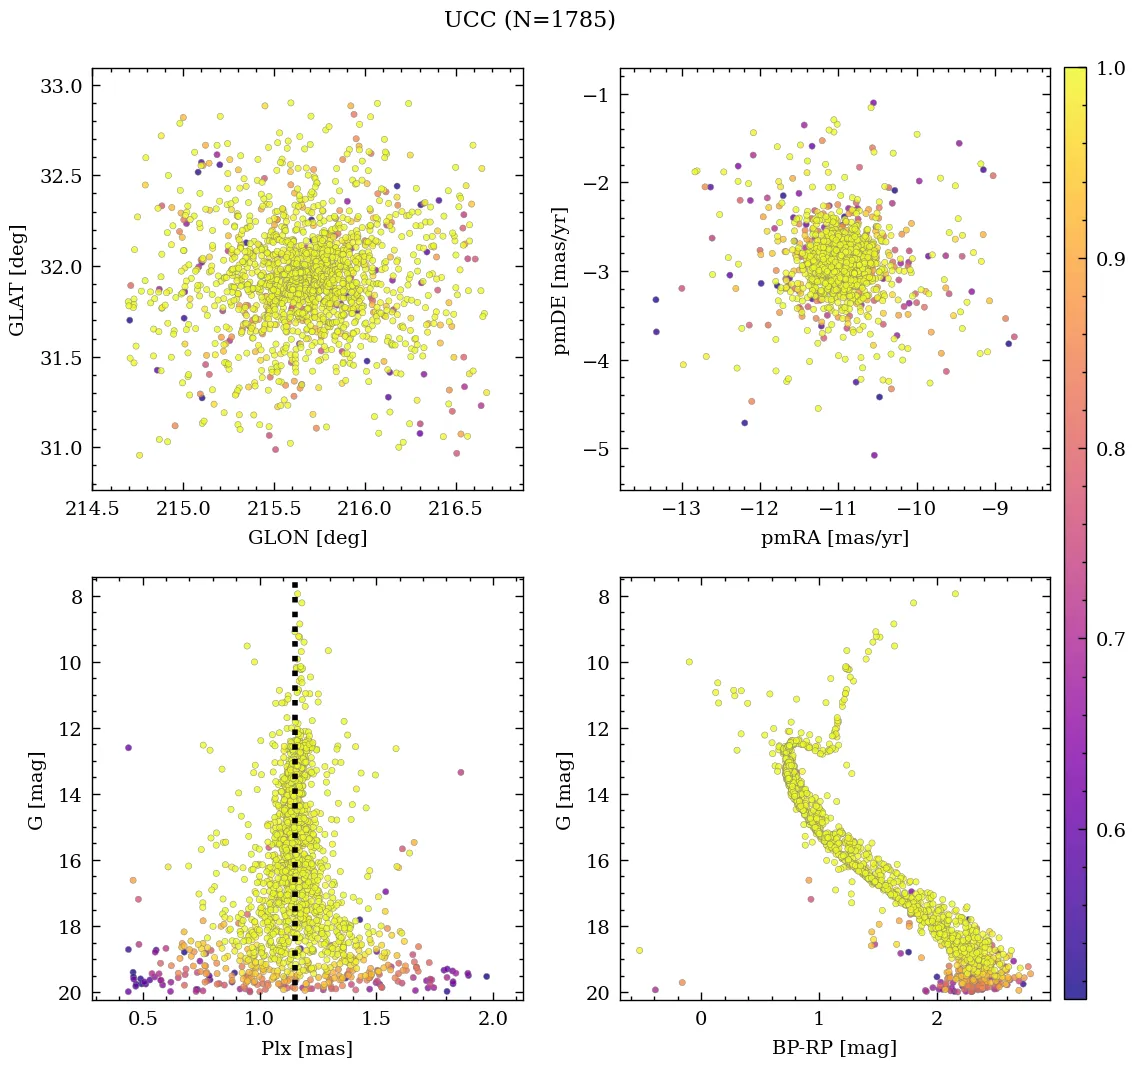 UCC (N=1785)
33.0
32.5
32.0
31.5
31.0
GLAT [deg]
214.5 215.0 215.5 216.0 216.5
GLON [deg]
−1
−2
−3
−4
−5
pmDE [mas/yr]
−13 −12 −11 −10 −9
pmRA [mas/yr]
1.0
0.9
0.8
0.7
0.6
8
10
12
14
16
18
20
G [mag]
0.5 1.0 1.5 2.0
Plx [mas]
8
10
12
14
16
18
20
G [mag]
0 1 2
BP-RP [mag]